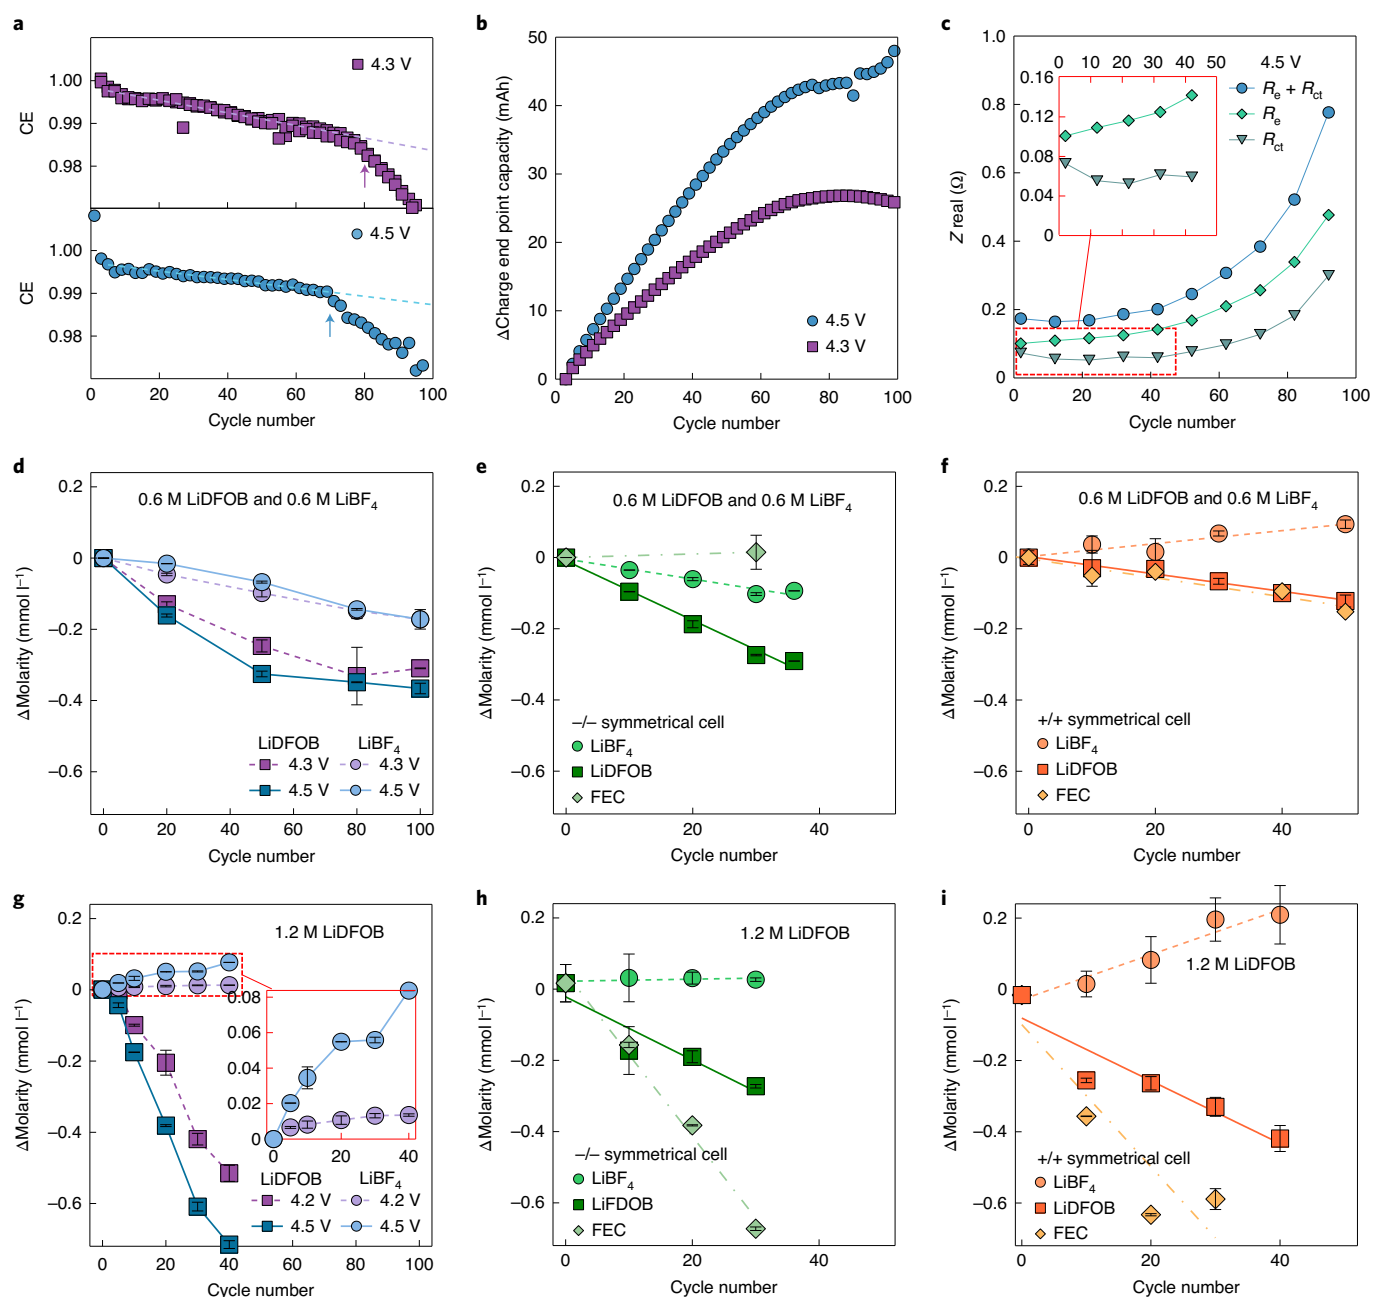 a
4.3 V
1.00
0.99
0.98
CE
4.5 V
1.00
0.99
0.98
CE
0 20 40 60 80 100
Cycle number
b
50
40
30
20
10
0
ΔCharge end point capacity (mAh)
4.5 V
4.3 V
0 20 40 60 80 100
Cycle number
c
1.0
0.8
0.6
0.4
0.2
0
Z real (Ω)
0 10 20 30 40 50
0.16
0.12
0.08
0.04
0
4.5 V
Re + Rct
Re
Rct
0 20 40 60 80 100
Cycle number
d
0.6 M LiDFOB and 0.6 M LiBF4
0.2
0
−0.2
−0.4
−0.6
ΔMolarity (mmol l−1)
LiDFOB LiBF4
4.3 V 4.3 V
4.5 V 4.5 V
0 20 40 60 80 100
Cycle number
e
0.6 M LiDFOB and 0.6 M LiBF4
0.2
0
−0.2
−0.4
−0.6
ΔMolarity (mmol l−1)
−/− symmetrical cell
LiBF4
LiDFOB
FEC
0 20 40
Cycle number
f
0.6 M LiDFOB and 0.6 M LiBF4
0.2
0
−0.2
−0.4
−0.6
ΔMolarity (mmol l−1)
+/+ symmetrical cell
LiBF4
LiDFOB
FEC
0 20 40
Cycle number
g
1.2 M LiDFOB
0.2
0
−0.2
−0.4
−0.6
ΔMolarity (mmol l−1)
0.08
0.06
0.04
0.02
0
0 20 40
LiDFOB LiBF4
4.2 V 4.2 V
4.5 V 4.5 V
0 20 40 60 80 100
Cycle number
h
1.2 M LiDFOB
0.2
0
−0.2
−0.4
−0.6
ΔMolarity (mmol l−1)
−/− symmetrical cell
LiBF4
LiFDOB
FEC
0 20 40
Cycle number
i
1.2 M LiDFOB
0.2
0
−0.2
−0.4
−0.6
ΔMolarity (mmol l−1)
+/+ symmetrical cell
LiBF4
LiDFOB
FEC
0 20 40
Cycle number